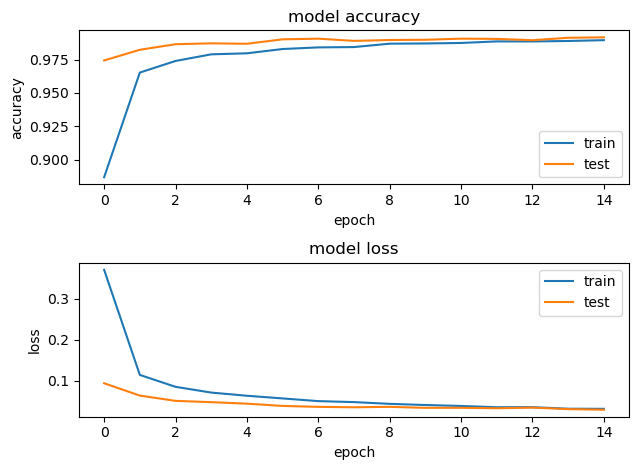 model accuracy
0.975
0.950
0.925
0.900
accuracy
train
test
0 2 4 6 8 10 12 14
epoch
model loss
0.3
0.2
0.1
loss
train
test
0 2 4 6 8 10 12 14
epoch